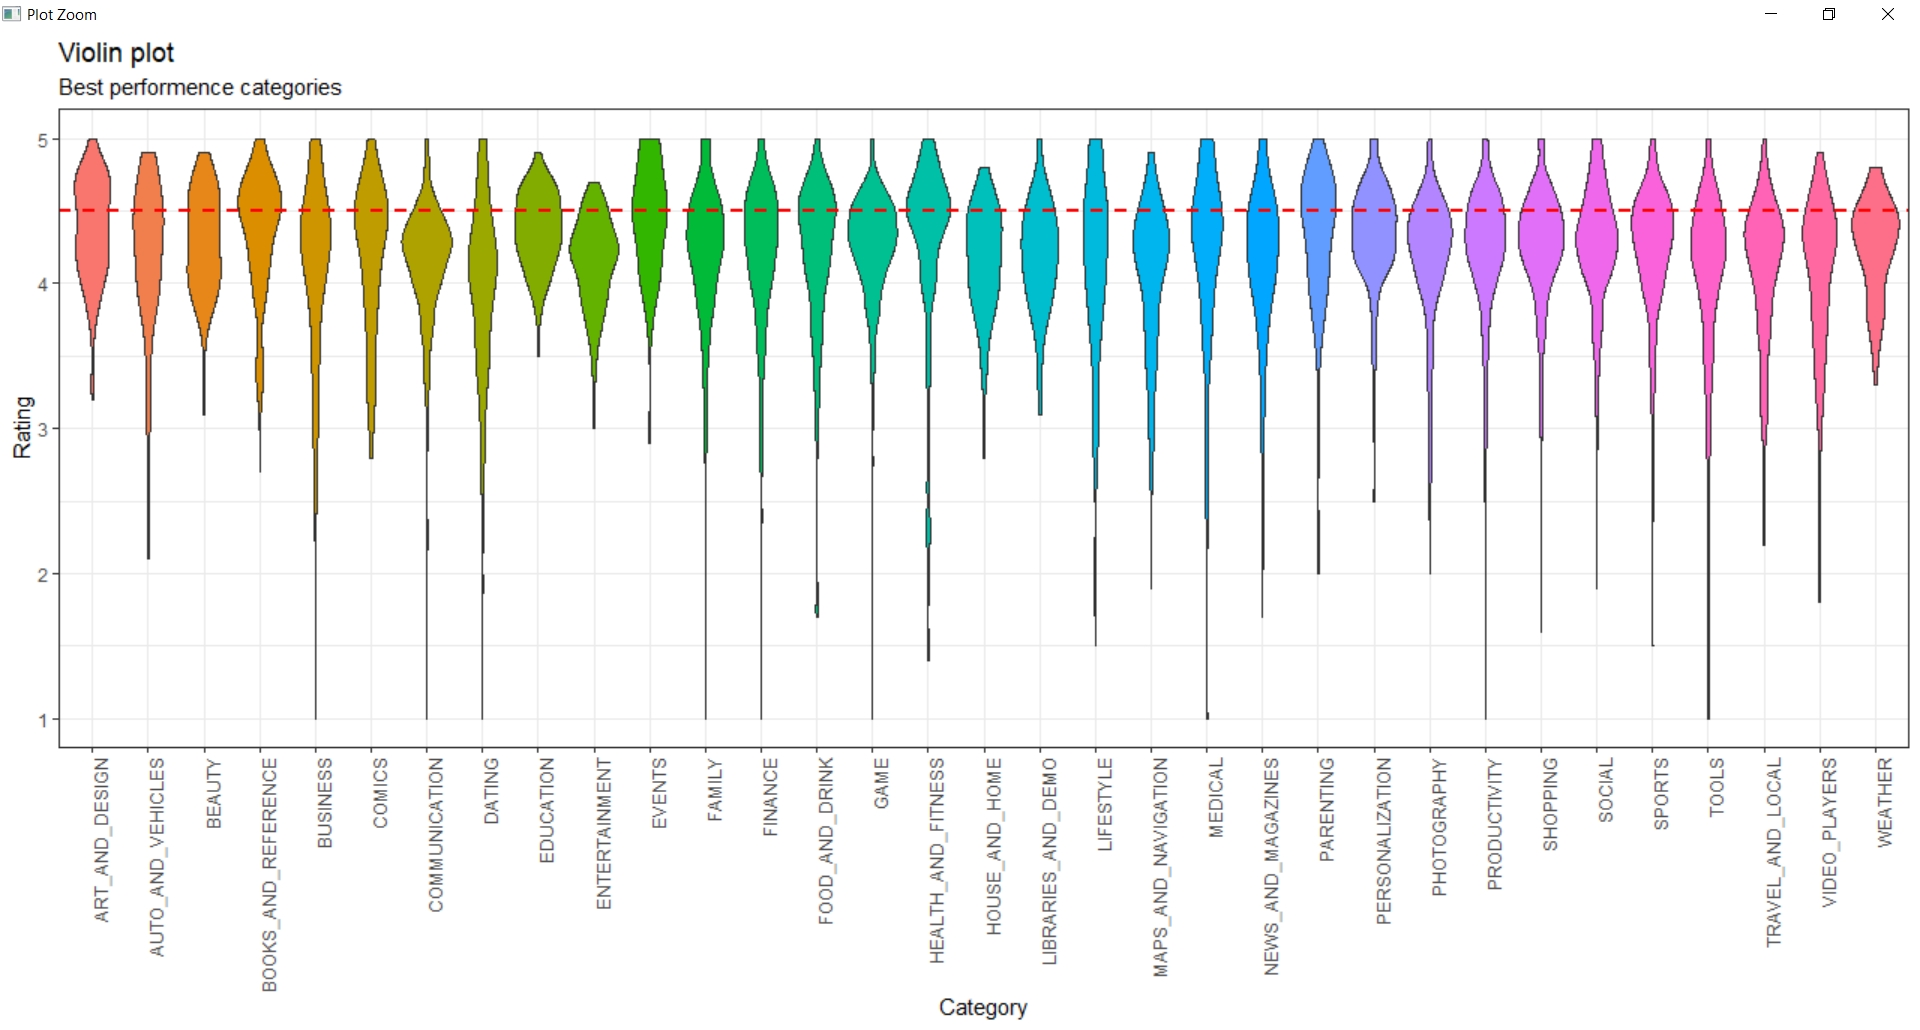 Plot Zoom
Violin plot
Best performence categories
5
4
3
2
1
Rating
ART_AND_DESIGN
AUTO_AND_VEHICLES
BEAUTY
BOOKS_AND_REFERENCE
BUSINESS
COMICS
COMMUNICATION
DATING
EDUCATION
ENTERTAINMENT
EVENTS
FAMILY
FINANCE
FOOD_AND_DRINK
GAME
HEALTH_AND_FITNESS
HOUSE_AND_HOME
LIBRARIES_AND_DEMO
LIFESTYLE
MAPS_AND_NAVIGATION
MEDICAL
NEWS_AND_MAGAZINES
PARENTING
PERSONALIZATION
PHOTOGRAPHY
PRODUCTIVITY
SHOPPING
SOCIAL
SPORTS
TOOLS
TRAVEL_AND_LOCAL
VIDEO_PLAYERS
WEATHER
Category